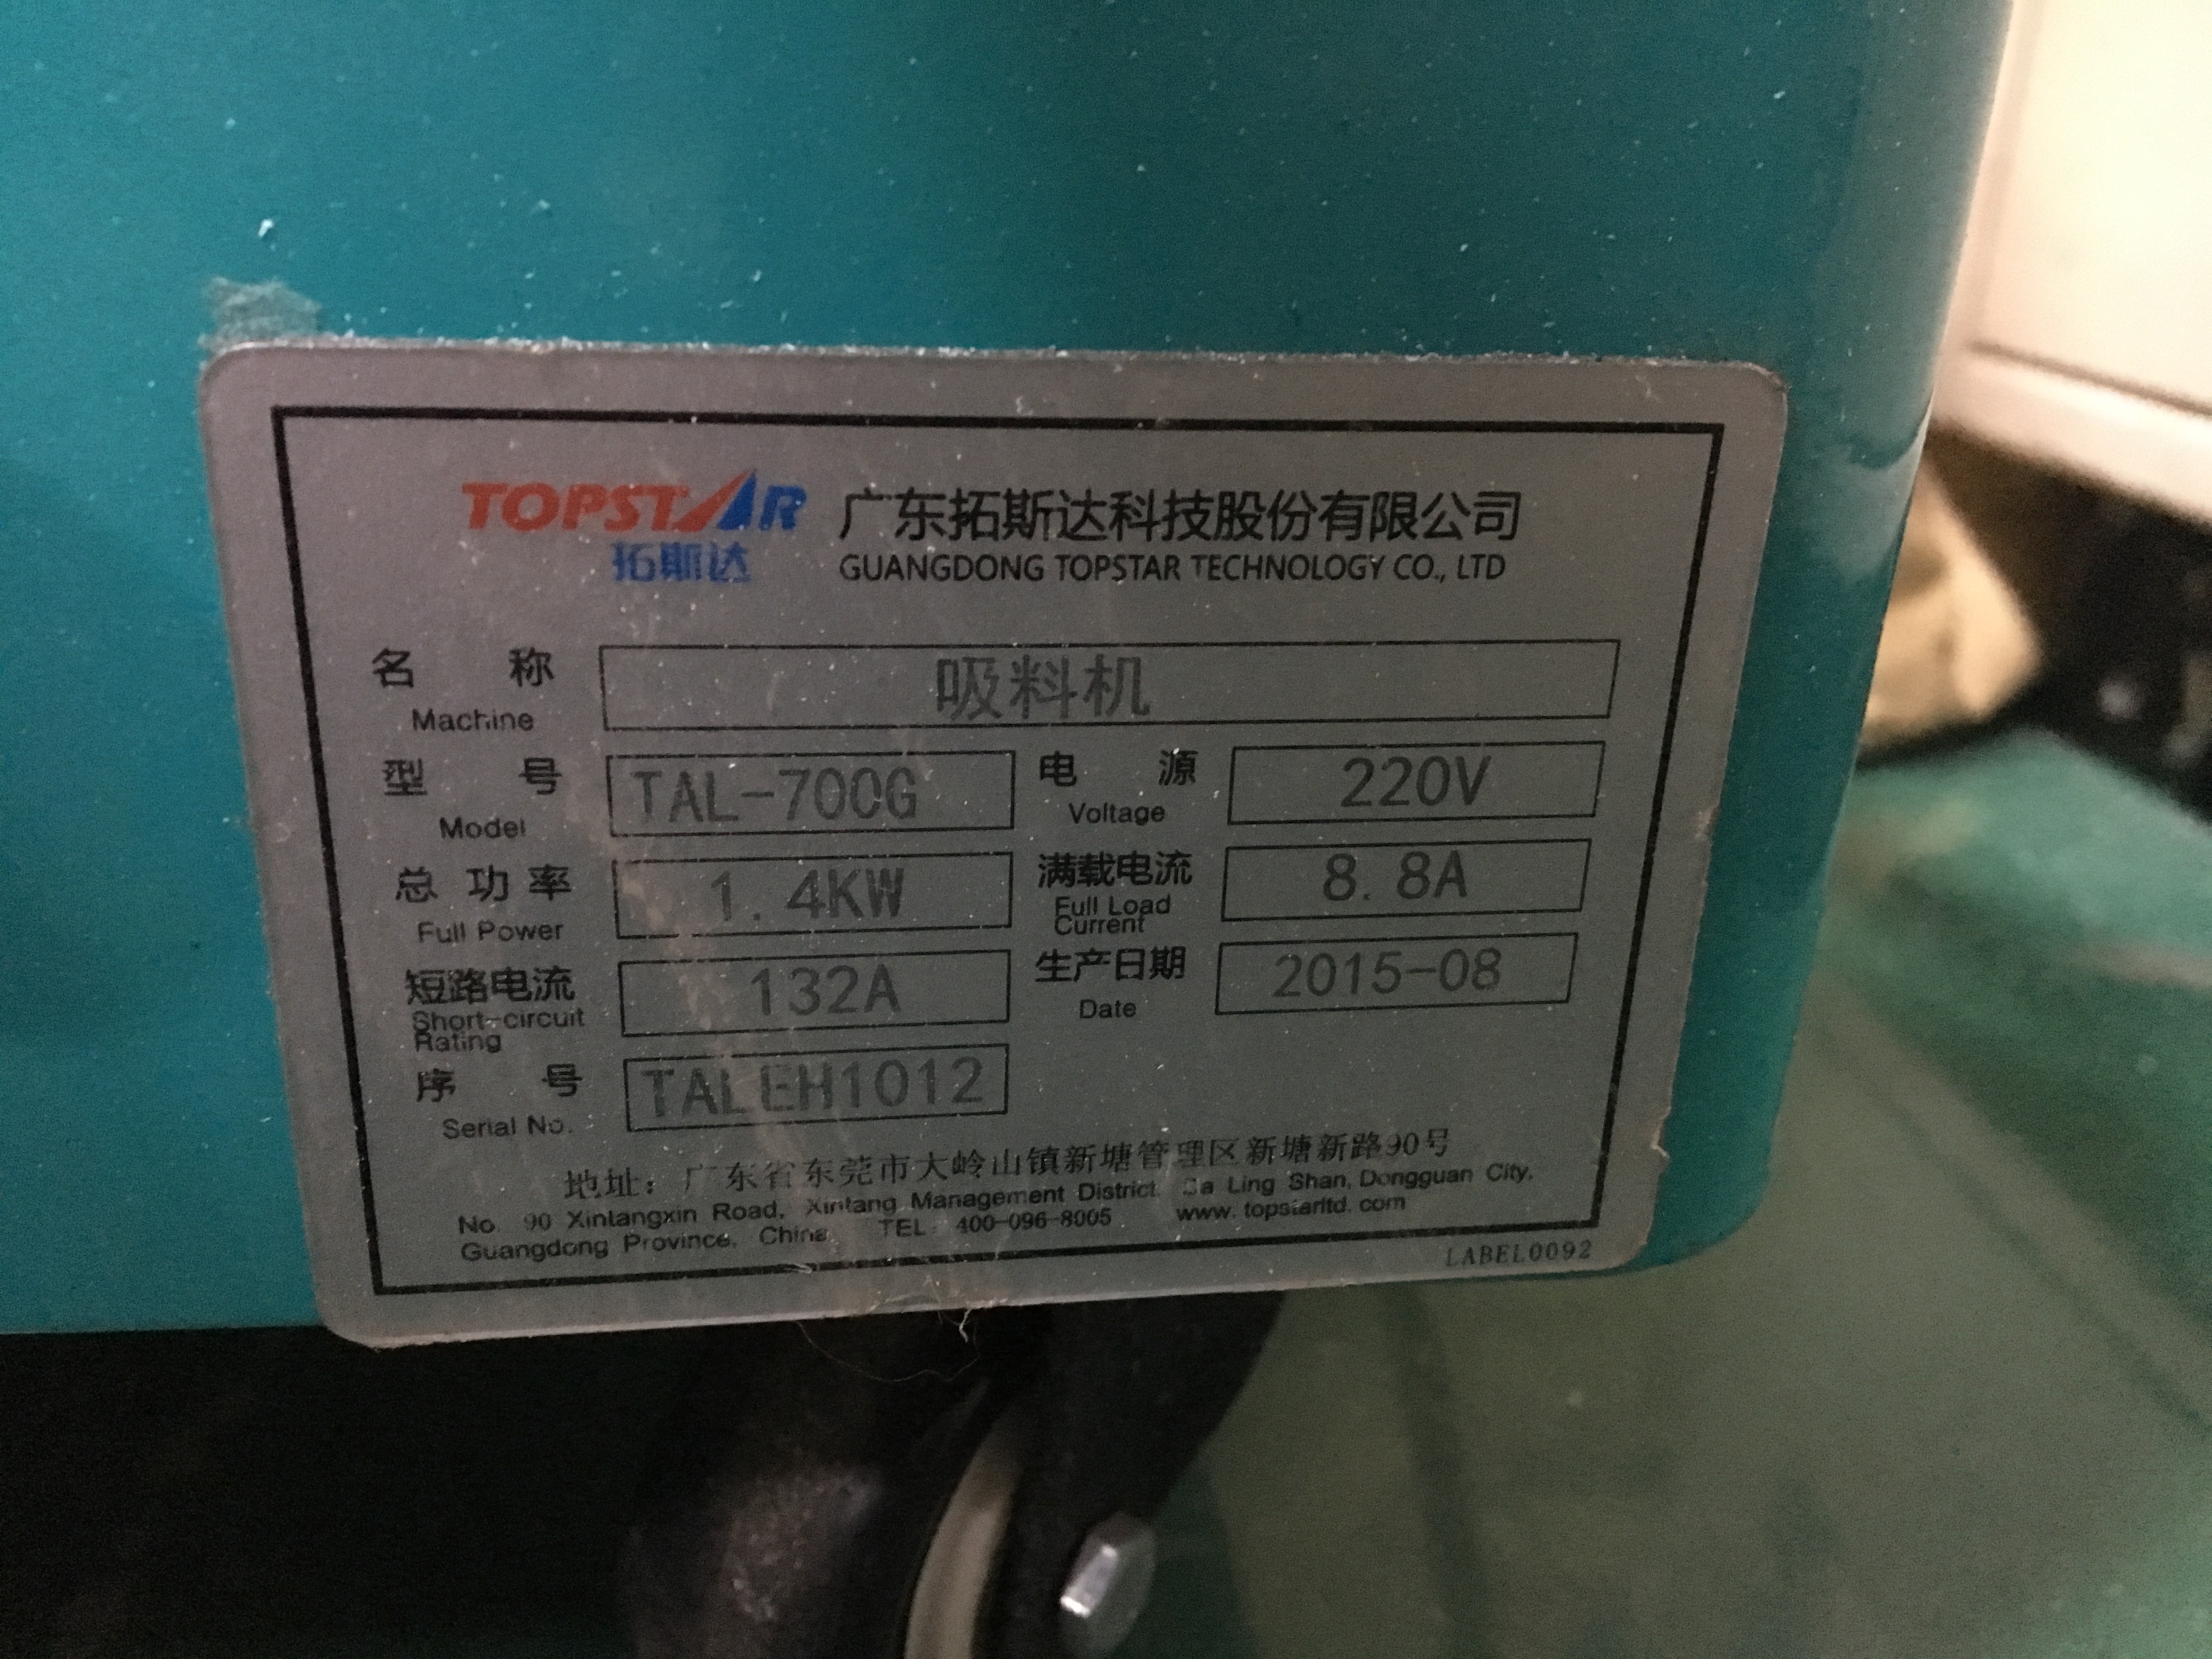 TOPSTAR
拓斯达
广东拓斯达科技股份有限公司
GUANGDONG TOPSTAR TECHNOLOGY CO., LTD
名 称 吸料机
Machine
型 号 TAL-700G 电 源 220V
Model Voltage
总 功 率 1.4KW 满载电流 8.8A
Full Power Full Load Current
短路电流 132A 生产日期 2015-08
Short-circuit Rating Date
序 号 TALEH1012
Serial No.
地址：广东省东莞市大岭山镇新塘管理区新塘新路90号
No. 90 Xintangxin Road, Xintang Management District, Da Ling Shan, Dongguan City,
Guangdong Province, China TEL: 400-096-8005 www.topstarltd.com
LABEL0092